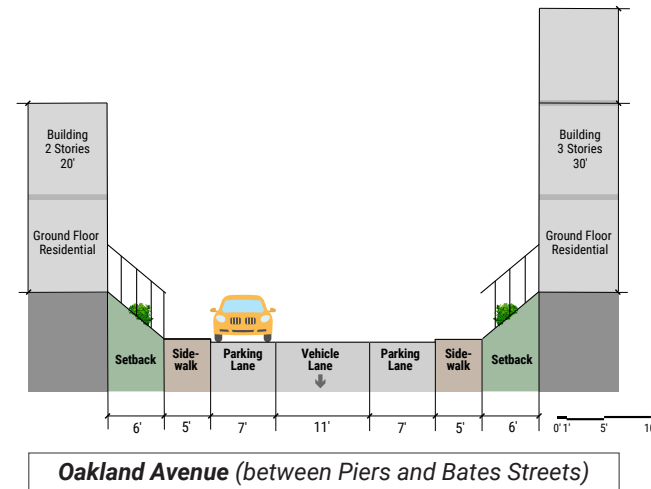 Building
2 Stories
20'
Ground Floor
Residential
Building
3 Stories
30'
Ground Floor
Residential
Setback
Side-
walk
Parking
Lane
Vehicle
Lane
Parking
Lane
Side-
walk
Setback
6' 5' 7' 11' 7' 5' 6'
0' 1' 5' 10
Oakland Avenue (between Piers and Bates Streets)